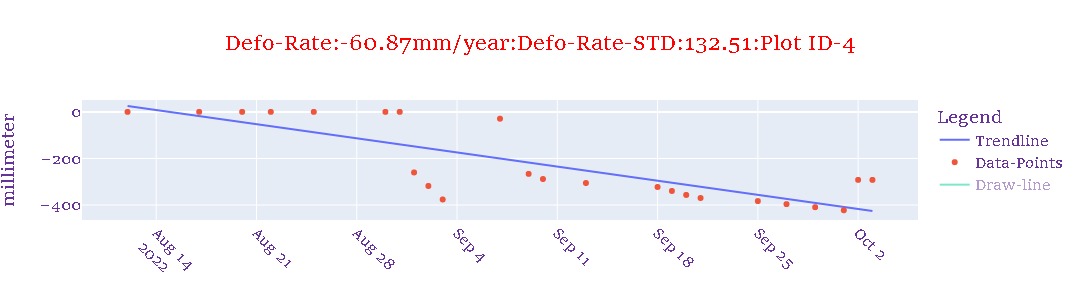 Defo-Rate:-60.87mm/year:Defo-Rate-STD:132.51:Plot ID-4
millimeter
0
−200
−400
Aug 14
2022
Aug 21
Aug 28
Sep 4
Sep 11
Sep 18
Sep 25
Oct 2
Legend
Trendline
Data-Points
Draw-line